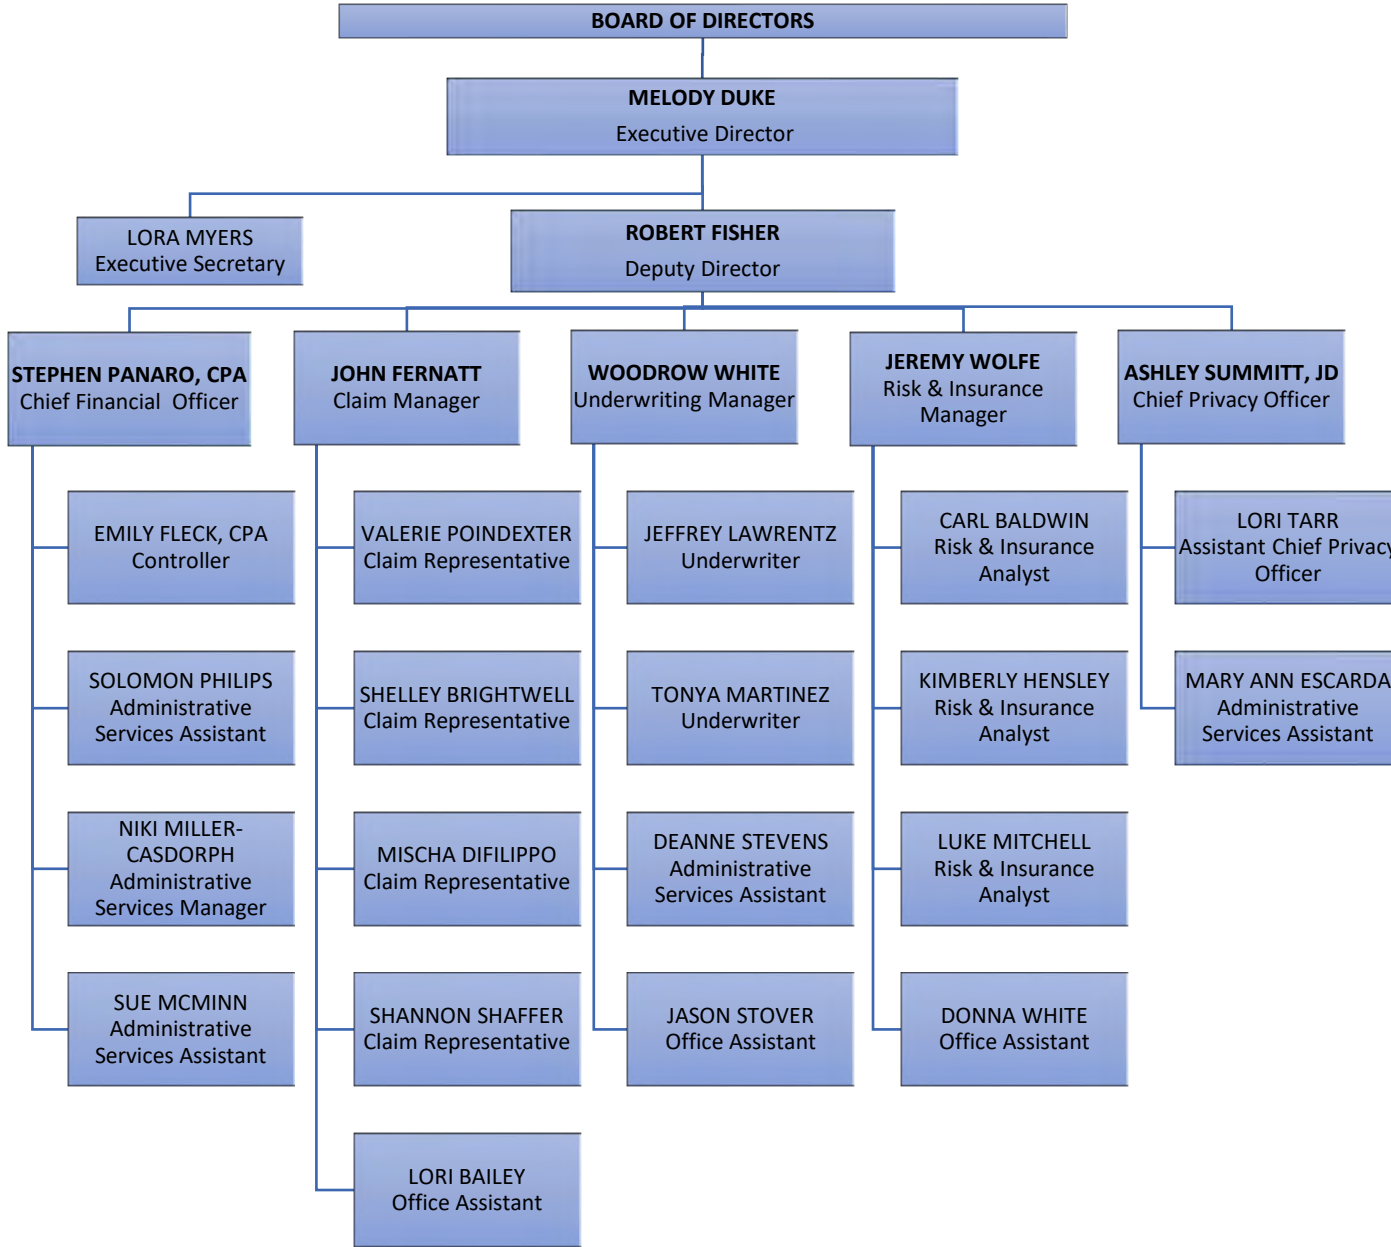 BOARD OF DIRECTORS
MELODY DUKE
Executive Director
LORA MYERS
Executive Secretary
ROBERT FISHER
Deputy Director
STEPHEN PANARO, CPA
Chief Financial Officer
JOHN FERNATT
Claim Manager
WOODROW WHITE
Underwriting Manager
JEREMY WOLFE
Risk & Insurance
Manager
ASHLEY SUMMITT, JD
Chief Privacy Officer
EMILY FLECK, CPA
Controller
VALERIE POINDEXTER
Claim Representative
JEFFREY LAWRENTZ
Underwriter
CARL BALDWIN
Risk & Insurance
Analyst
LORI TARR
Assistant Chief Privacy
Officer
SOLOMON PHILIPS
Administrative
Services Assistant
SHELLEY BRIGHTWELL
Claim Representative
TONYA MARTINEZ
Underwriter
KIMBERLY HENSLEY
Risk & Insurance
Analyst
MARY ANN ESCARDA
Administrative
Services Assistant
NIKI MILLER-
CASDORPH
Administrative
Services Manager
MISCHA DIFILIPPO
Claim Representative
DEANNE STEVENS
Administrative
Services Assistant
LUKE MITCHELL
Risk & Insurance
Analyst
SUE MCMINN
Administrative
Services Assistant
SHANNON SHAFFER
Claim Representative
JASON STOVER
Office Assistant
DONNA WHITE
Office Assistant
LORI BAILEY
Office Assistant